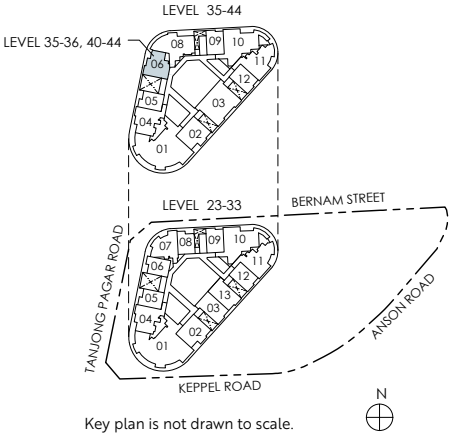 LEVEL 35-44
LEVEL 35-36, 40-44
08 09 10
06 11
12
05 03
04 02
01
LEVEL 23-33
BERNAM STREET
TANJONG PAGAR ROAD
07 08 09 10
06 11
12
05 13
03
04 02
01
ANSON ROAD
KEPPEL ROAD
N
Key plan is not drawn to scale.